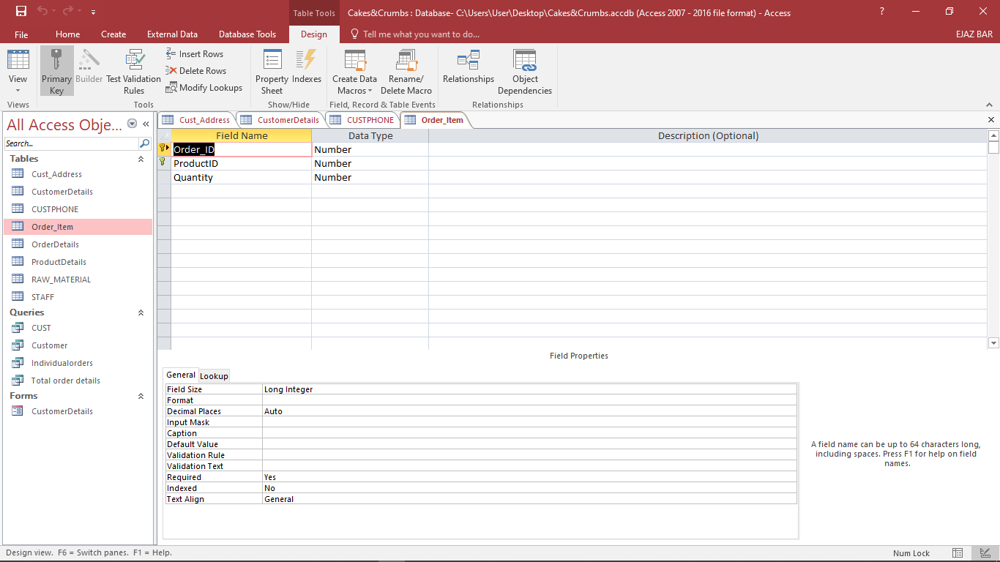 Table Tools
Cakes&Crumbs : Database- C:\Users\User\Desktop\Cakes&Crumbs.accdb (Access 2007 - 2016 file format) - Access
?
File Home Create External Data Database Tools Design Tell me what you want to do... EJAZ BAR
View
Primary Key
Builder
Test Validation Rules
Insert Rows
Delete Rows
Modify Lookups
Property Sheet
Indexes
Create Data Macros
Rename/ Delete Macro
Relationships
Object Dependencies
Views Tools Show/Hide Field, Record & Table Events Relationships
All Access Obje...
Search...
Tables
Cust_Address
CustomerDetails
CUSTPHONE
Order_Item
OrderDetails
ProductDetails
RAW_MATERIAL
STAFF
Queries
CUST
Customer
Individualorders
Total order details
Forms
CustomerDetails
Cust_Address CustomerDetails CUSTPHONE Order_Item
Field Name Data Type Description (Optional)
Order_ID Number
ProductID Number
Quantity Number
Field Properties
General Lookup
Field Size Long Integer
Format
Decimal Places Auto
Input Mask
Caption
Default Value
Validation Rule
Validation Text
Required Yes
Indexed No
Text Align General
A field name can be up to 64 characters long,
including spaces. Press F1 for help on field
names.
Design view. F6 = Switch panes. F1 = Help.
Num Lock